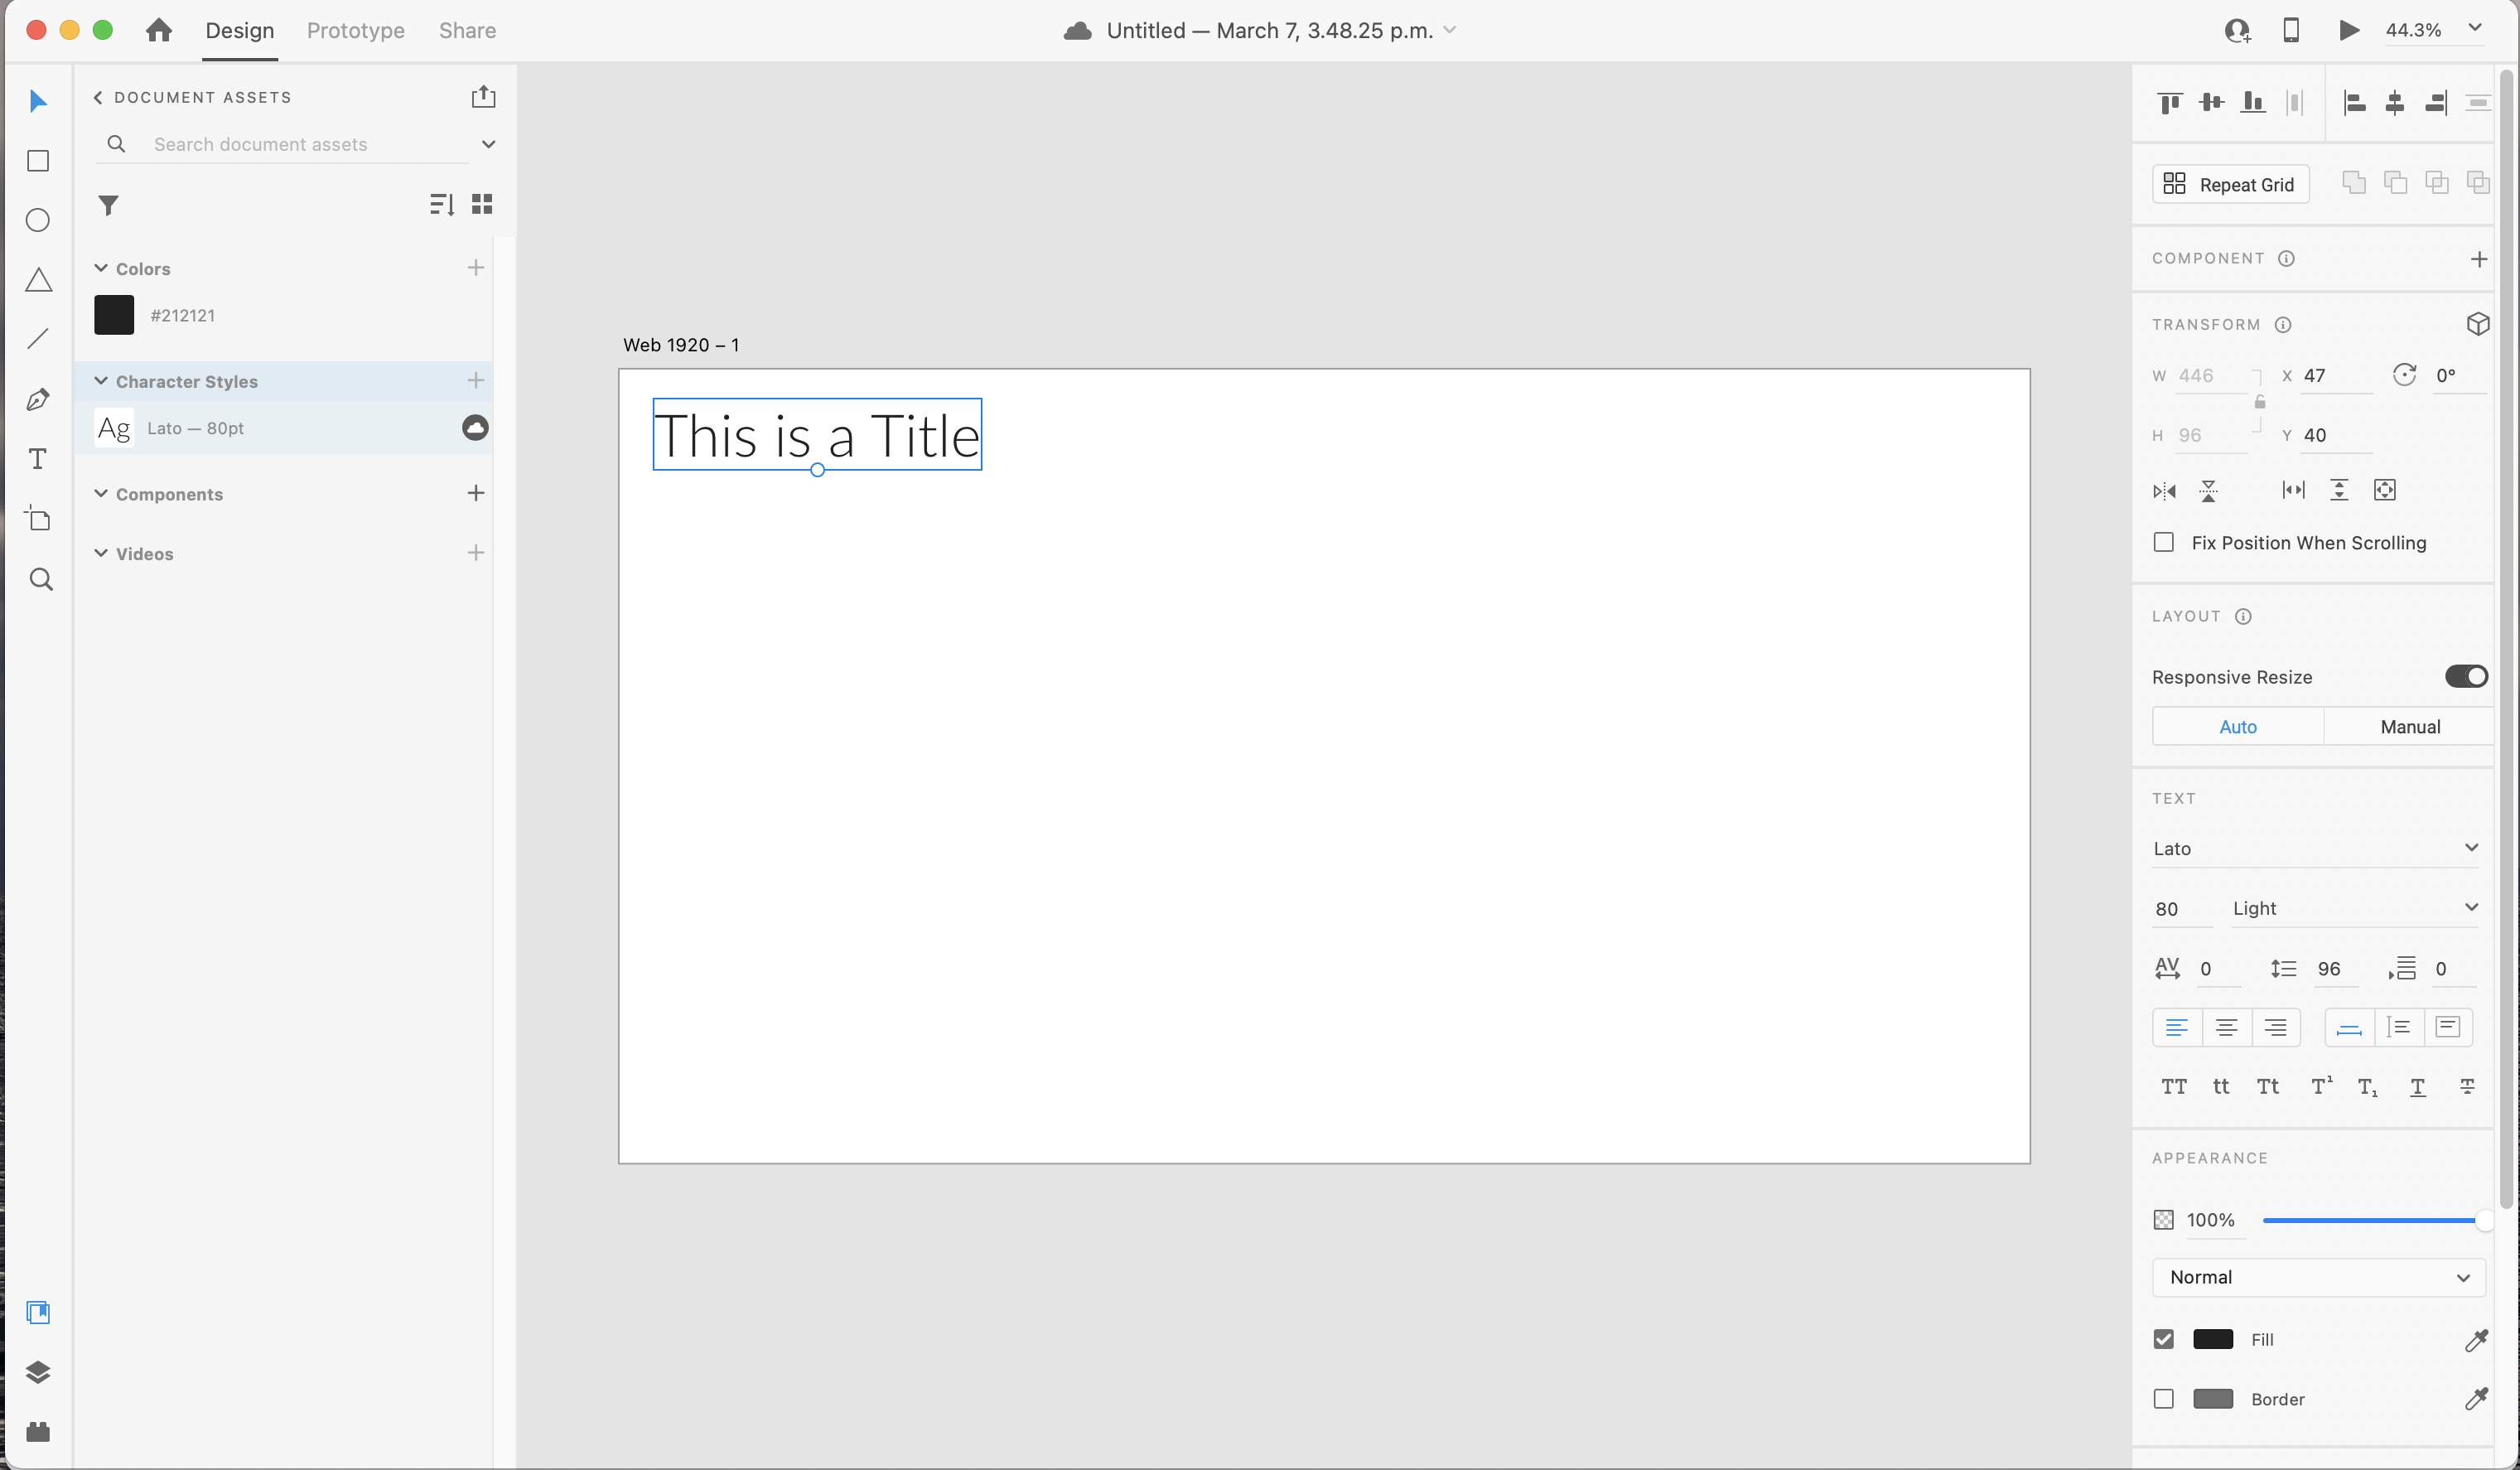 Design Prototype Share
Untitled — March 7, 3.48.25 p.m.
44.3%
DOCUMENT ASSETS
Search document assets
Colors
#212121
Character Styles
Ag Lato — 80pt
Components
Videos
Web 1920 – 1
This is a Title
Repeat Grid
COMPONENT
TRANSFORM
W 446 X 47 0°
H 96 Y 40
Fix Position When Scrolling
LAYOUT
Responsive Resize
Auto Manual
TEXT
Lato
80 Light
AV 0 96 0
TT tt Tt T¹ T₁ T T
APPEARANCE
100%
Normal
Fill
Border